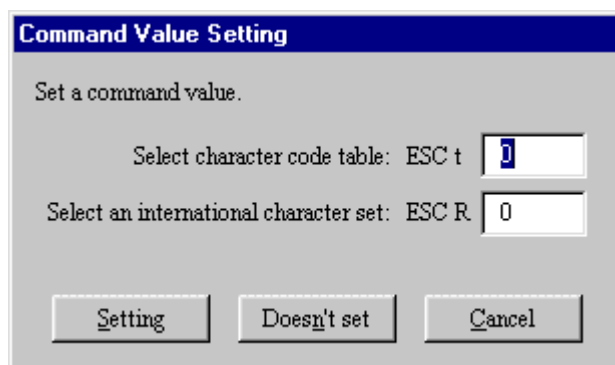 Command Value Setting
Set a command value.
Select character code table: ESC t 0
Select an international character set: ESC R 0
Setting Doesn't set Cancel